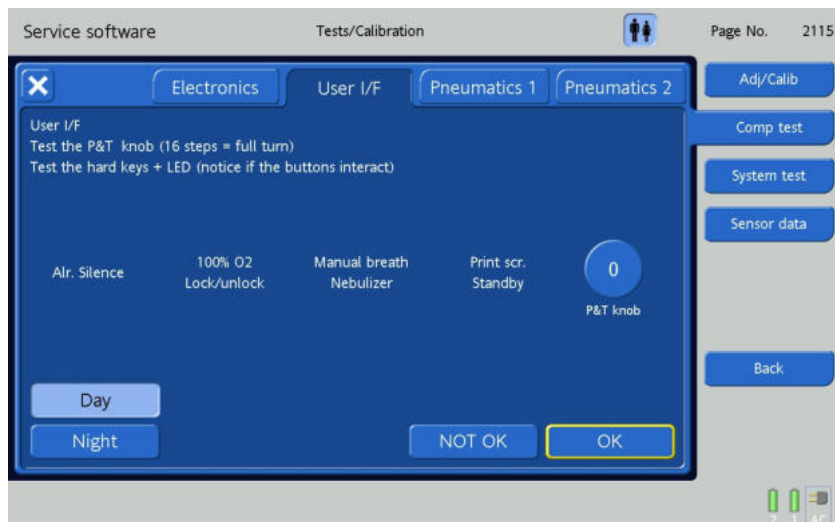 Service software
Tests/Calibration
Page No. 2115
Electronics
User I/F
Pneumatics 1
Pneumatics 2
User I/F
Test the P&T knob (16 steps = full turn)
Test the hard keys + LED (notice if the buttons interact)
Alr. Silence
100% O2
Lock/unlock
Manual breath
Nebulizer
Print scr.
Standby
0
P&T knob
Day
Night
NOT OK
OK
Adj/Calib
Comp test
System test
Sensor data
Back
2 1 AC